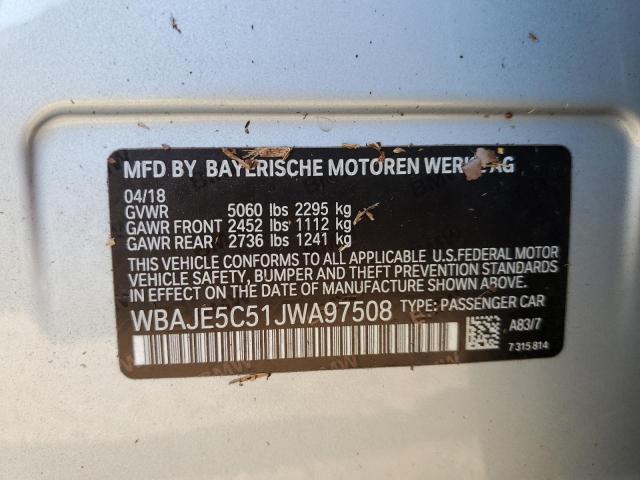 MFD BY BAYERISCHE MOTOREN WERKE AG
04/18
GVWR 5060 lbs 2295 kg
GAWR FRONT 2452 lbs 1112 kg
GAWR REAR 2736 lbs 1241 kg
THIS VEHICLE CONFORMS TO ALL APPLICABLE U.S.FEDERAL MOTOR
VEHICLE SAFETY, BUMPER AND THEFT PREVENTION STANDARDS
IN EFFECT ON THE DATE OF MANUFACTURE SHOWN ABOVE.
WBAJE5C51JWA97508 TYPE: PASSENGER CAR
A83/7
7 315 814